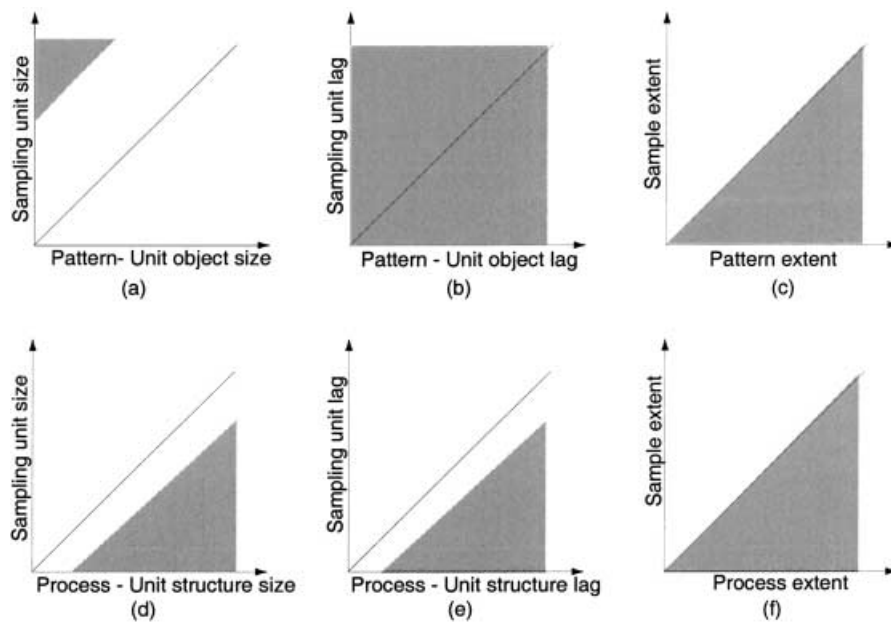 Sampling unit size
Pattern- Unit object size
(a)
Sampling unit lag
Pattern - Unit object lag
(b)
Sample extent
Pattern extent
(c)
Sampling unit size
Process - Unit structure size
(d)
Sampling unit lag
Process - Unit structure lag
(e)
Sample extent
Process extent
(f)